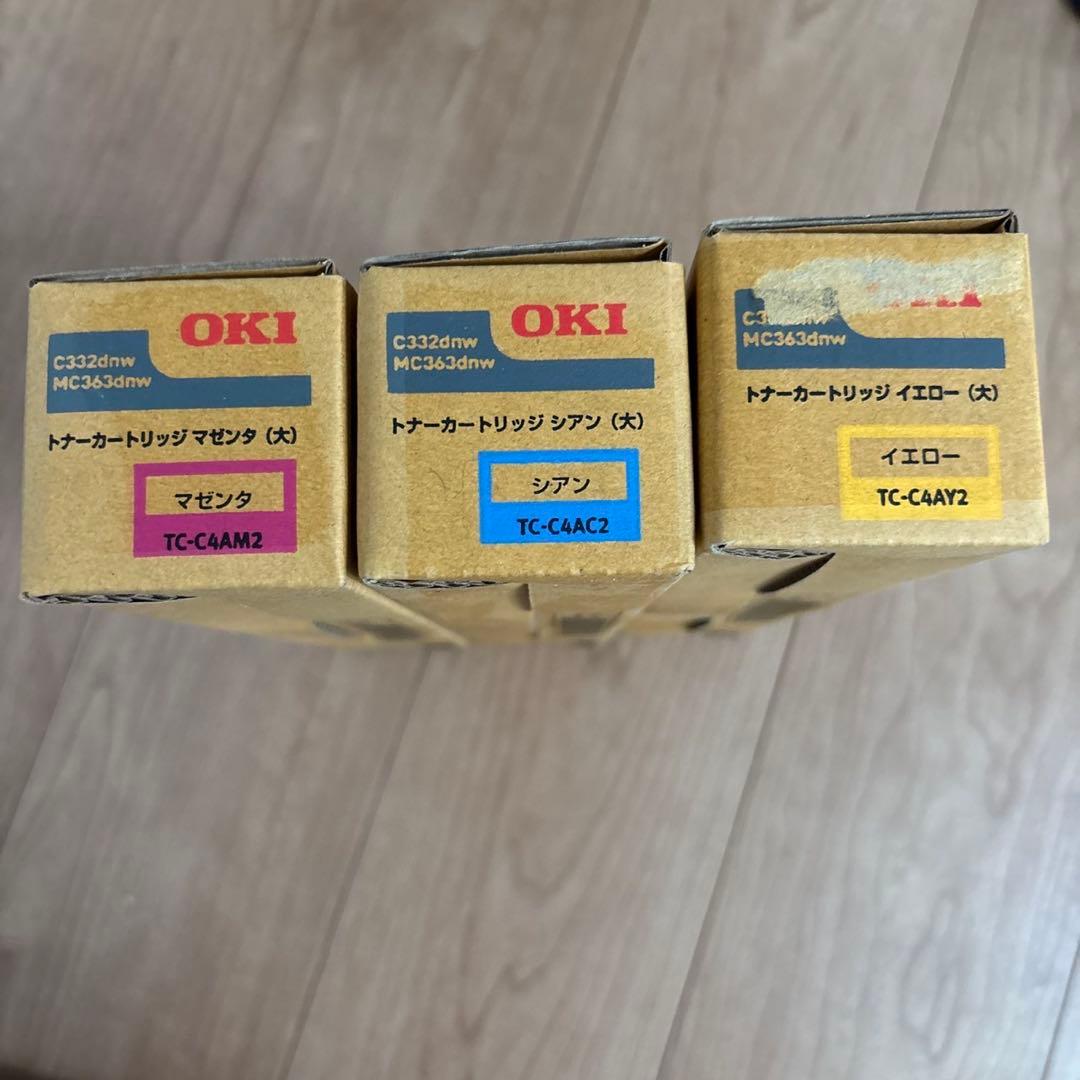 OKI
C332dnw
MC363dnw
トナーカートリッジ マゼンタ（大）
マゼンタ
TC-C4AM2
OKI
C332dnw
MC363dnw
トナーカートリッジ シアン（大）
シアン
TC-C4AC2
MC363dnw
トナーカートリッジ イエロー（大）
イエロー
TC-C4AY2